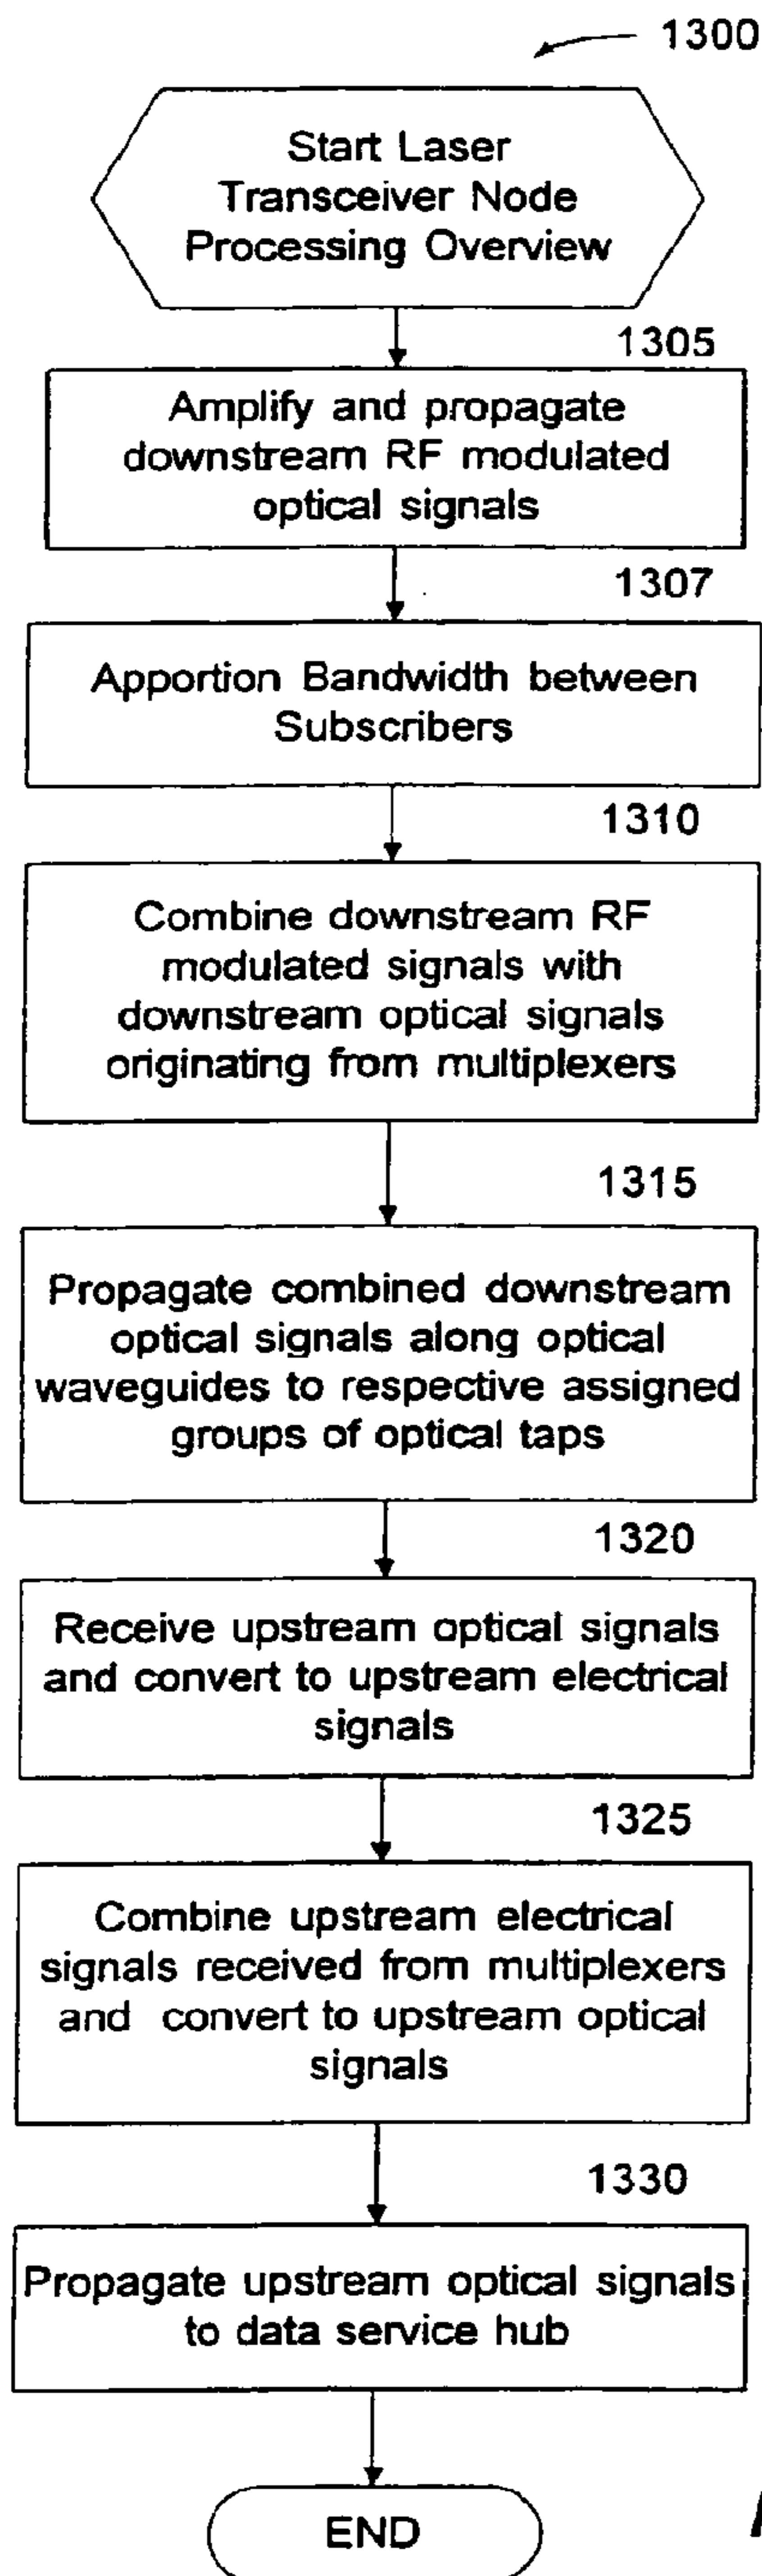 1300
Start Laser
Transceiver Node
Processing Overview
1305
Amplify and propagate
downstream RF modulated
optical signals
1307
Apportion Bandwidth between
Subscribers
1310
Combine downstream RF
modulated signals with
downstream optical signals
originating from multiplexers
1315
Propagate combined downstream
optical signals along optical
waveguides to respective assigned
groups of optical taps
1320
Receive upstream optical signals
and convert to upstream electrical
signals
1325
Combine upstream electrical
signals received from multiplexers
and convert to upstream optical
signals
1330
Propagate upstream optical signals
to data service hub
END